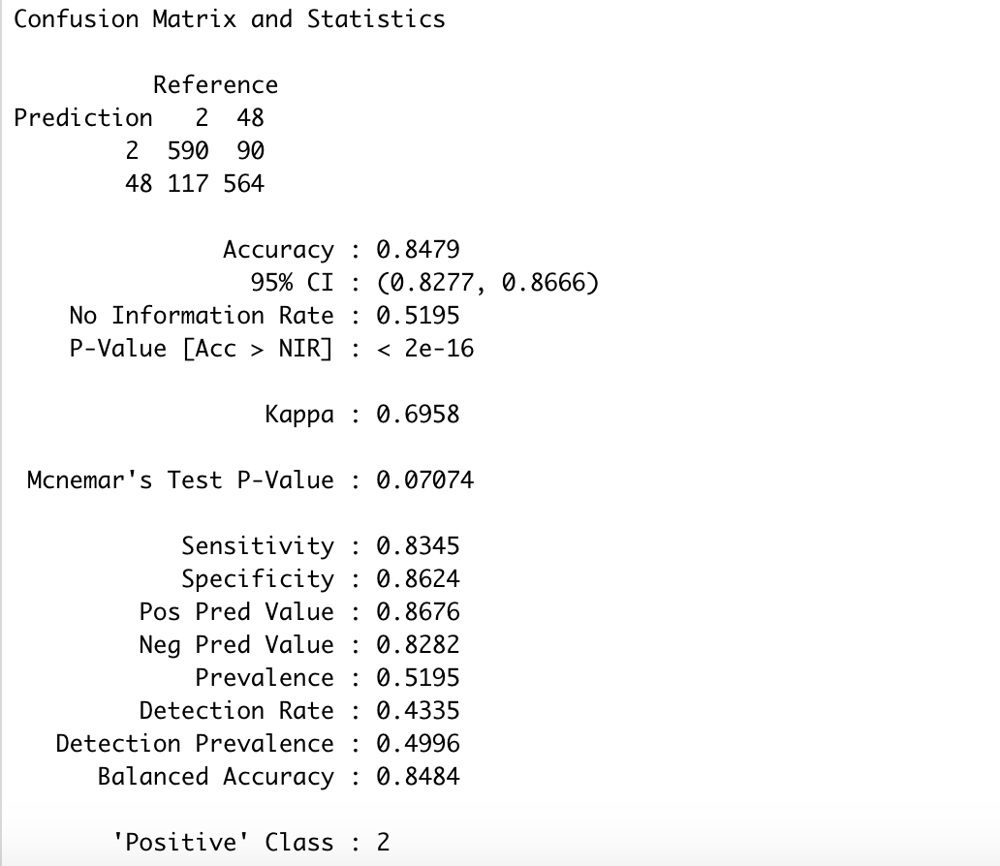 Confusion Matrix and Statistics
Reference
Prediction 2 48
2 590 90
48 117 564
Accuracy : 0.8479
95% CI : (0.8277, 0.8666)
No Information Rate : 0.5195
P-Value [Acc > NIR] : < 2e-16
Kappa : 0.6958
Mcnemar's Test P-Value : 0.07074
Sensitivity : 0.8345
Specificity : 0.8624
Pos Pred Value : 0.8676
Neg Pred Value : 0.8282
Prevalence : 0.5195
Detection Rate : 0.4335
Detection Prevalence : 0.4996
Balanced Accuracy : 0.8484
'Positive' Class : 2